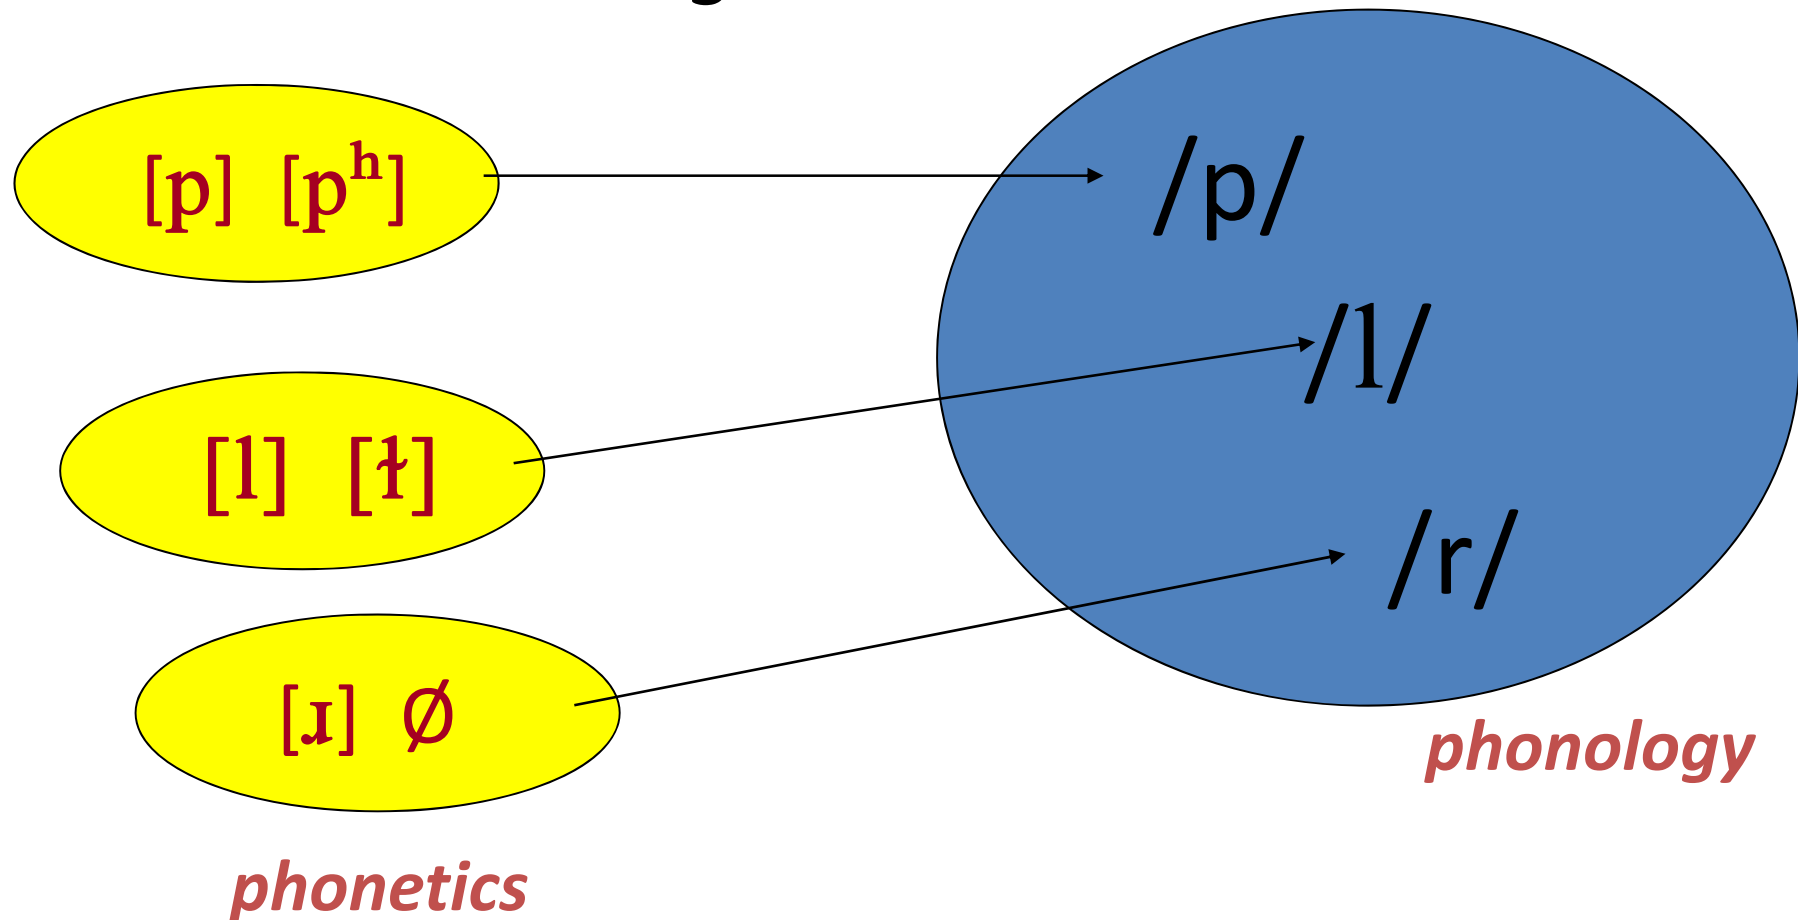 [p] [pʰ]
/p/
/l/
[l] [ɫ]
/r/
[ɹ] Ø
phonology
phonetics